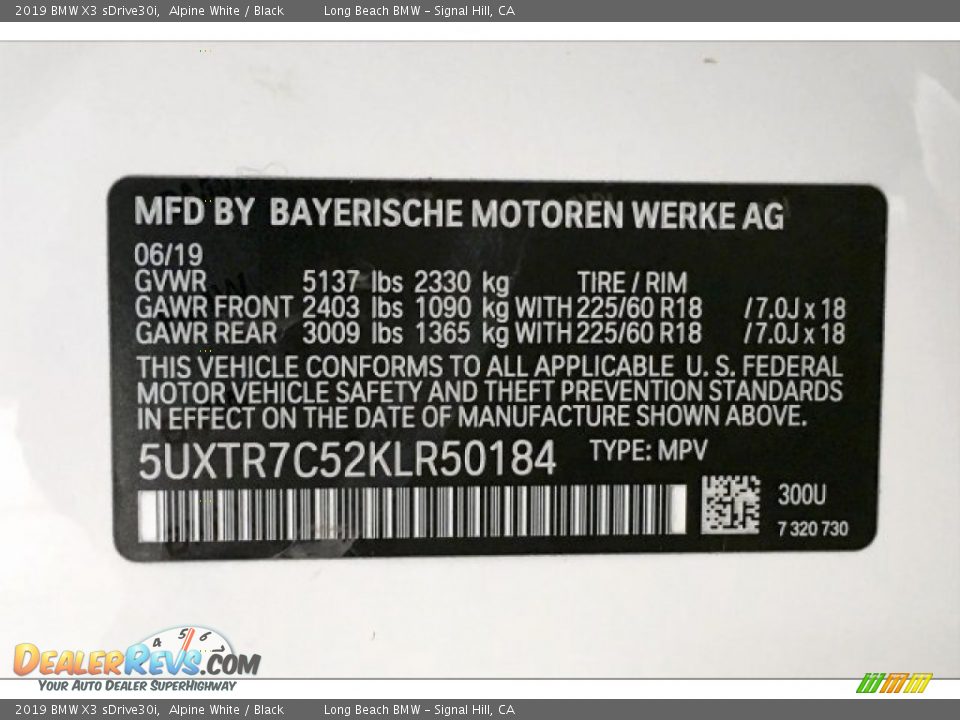 2019 BMW X3 sDrive30i,  Alpine White / Black     Long Beach BMW - Signal Hill, CA
MFD BY BAYERISCHE MOTOREN WERKE AG
06/19
GVWR 5137 lbs 2330 kg TIRE / RIM
GAWR FRONT 2403 lbs 1090 kg WITH 225/60 R18 /7.0J x 18
GAWR REAR 3009 lbs 1365 kg WITH 225/60 R18 /7.0J x 18
THIS VEHICLE CONFORMS TO ALL APPLICABLE U. S. FEDERAL
MOTOR VEHICLE SAFETY AND THEFT PREVENTION STANDARDS
IN EFFECT ON THE DATE OF MANUFACTURE SHOWN ABOVE.
5UXTR7C52KLR50184 TYPE: MPV
300U
7 320 730
4 5 6 7
DEALERREVS.COM
YOUR AUTO DEALER SUPERHIGHWAY
2019 BMW X3 sDrive30i,  Alpine White / Black     Long Beach BMW - Signal Hill, CA